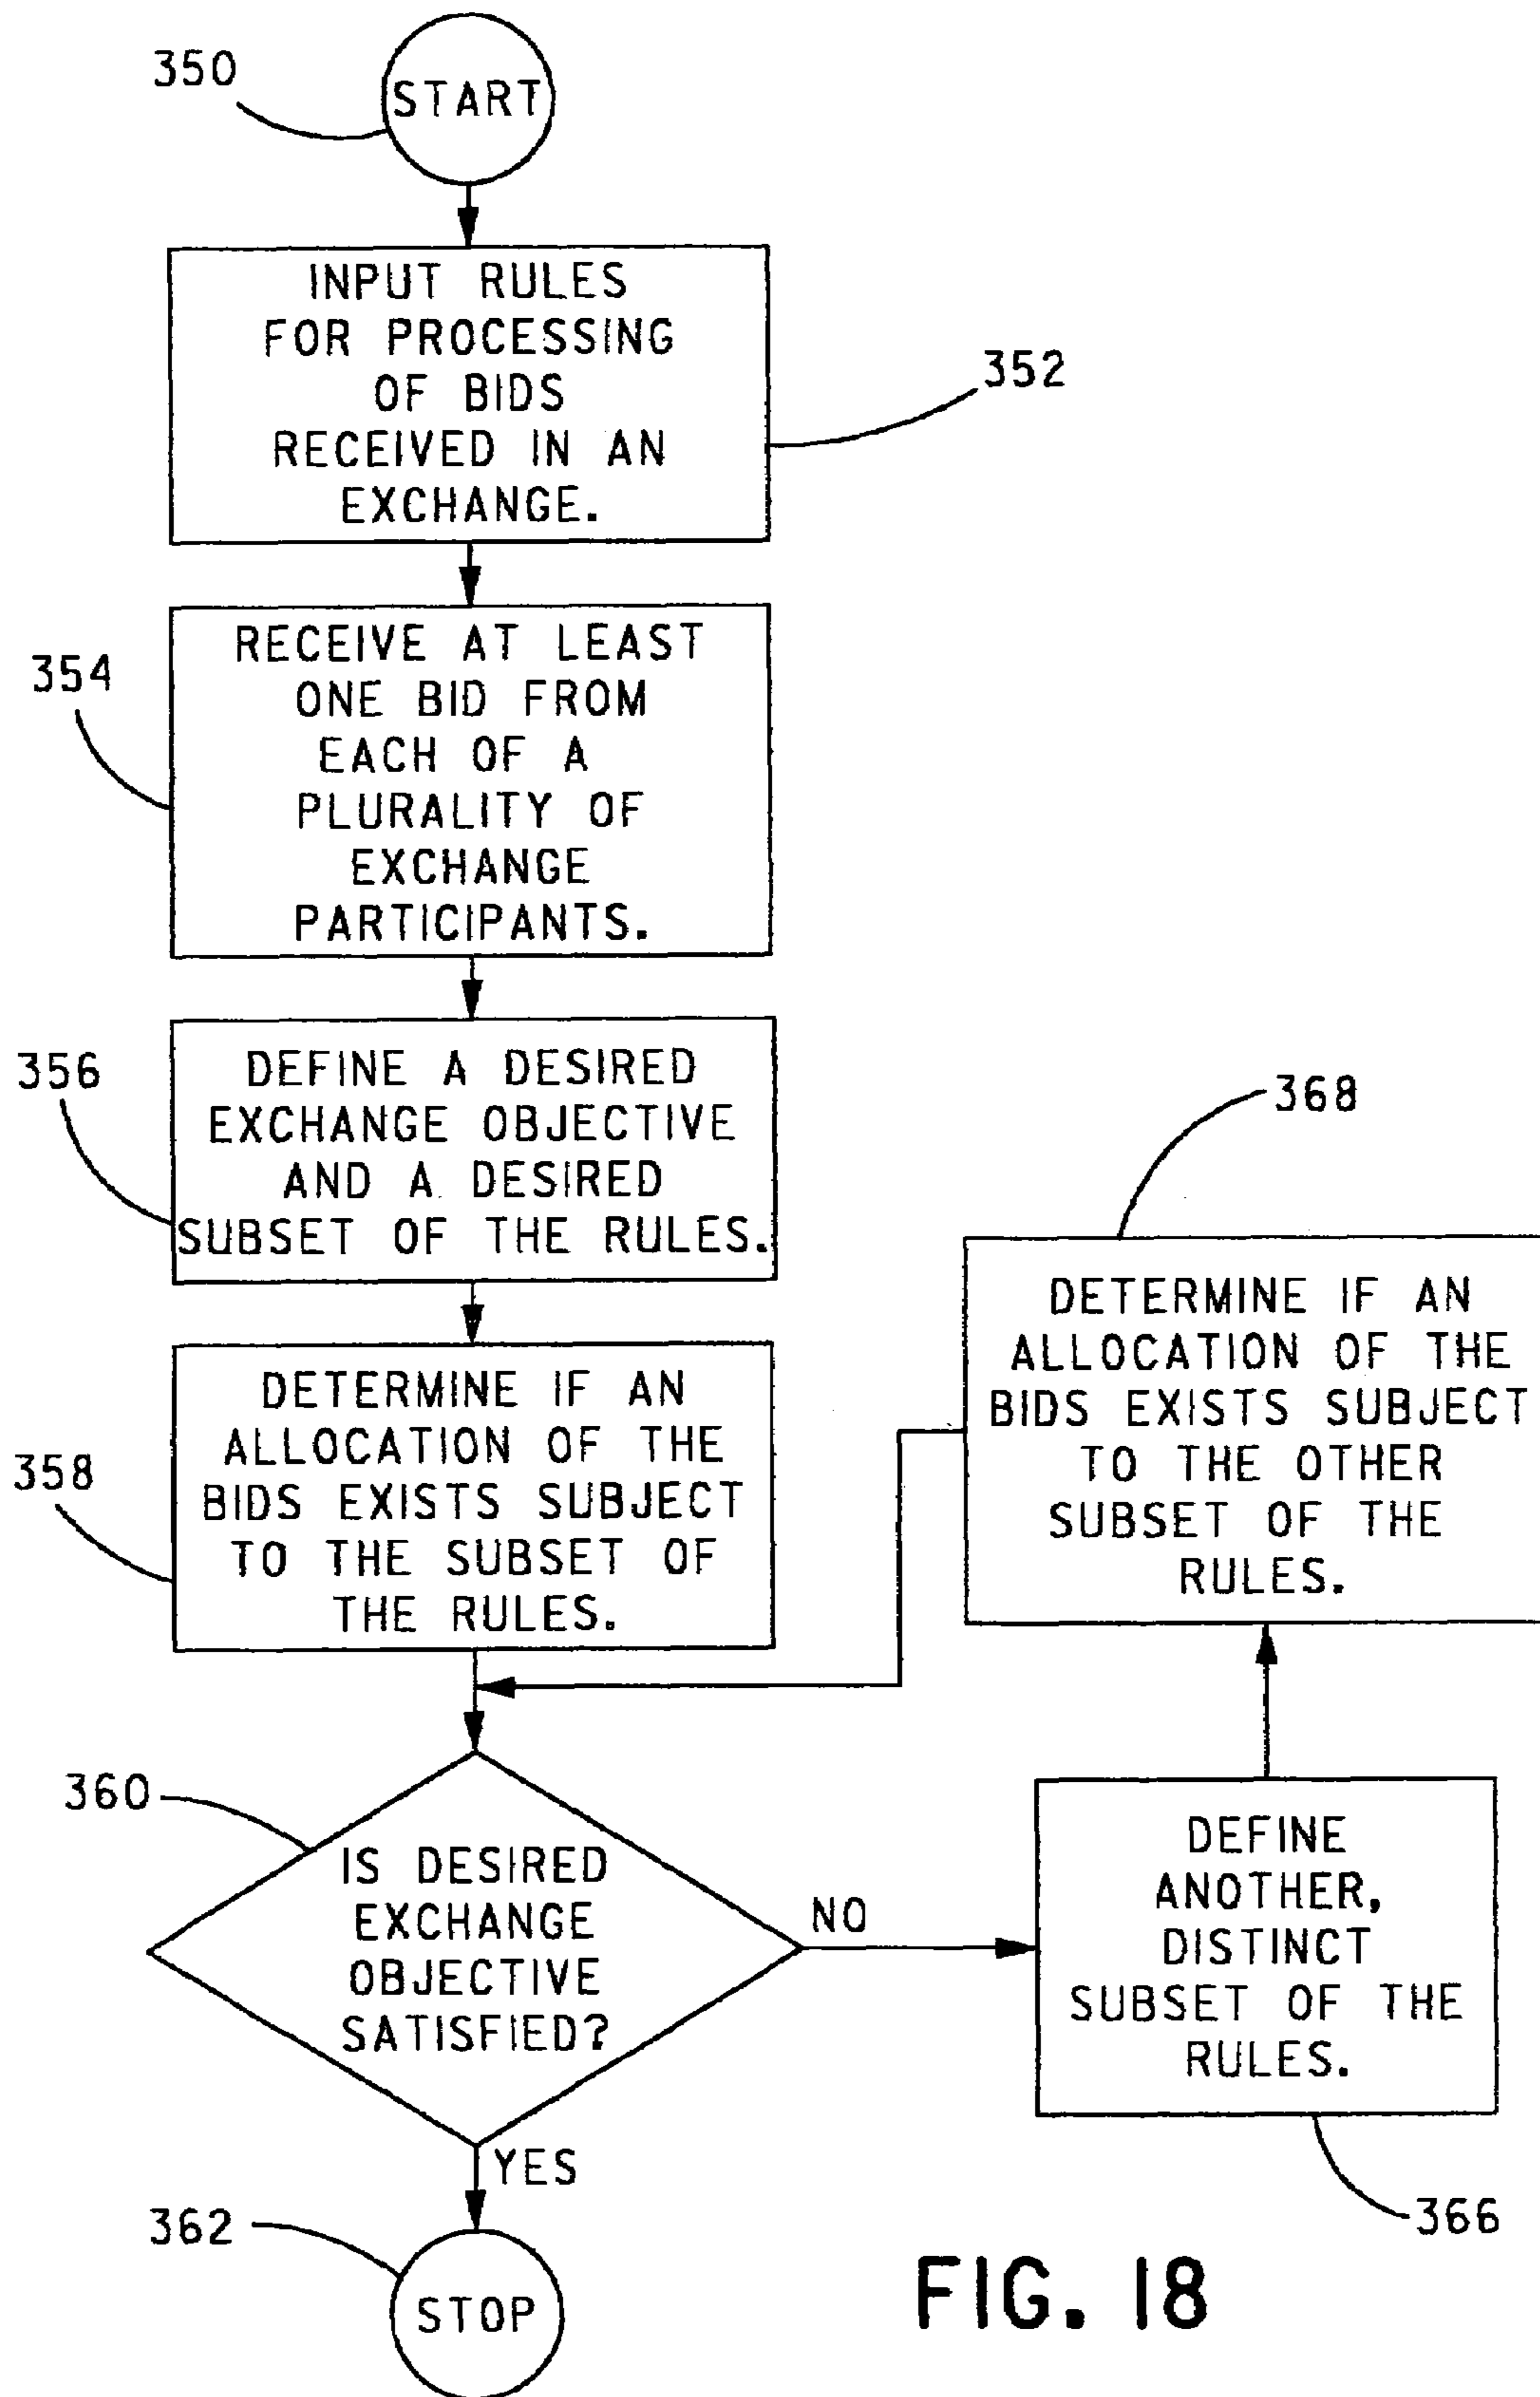 350
START
INPUT RULES
FOR PROCESSING
OF BIDS
RECEIVED IN AN
EXCHANGE.
352
354
RECEIVE AT LEAST
ONE BID FROM
EACH OF A
PLURALITY OF
EXCHANGE
PARTICIPANTS.
356
DEFINE A DESIRED
EXCHANGE OBJECTIVE
AND A DESIRED
SUBSET OF THE RULES.
358
DETERMINE IF AN
ALLOCATION OF THE
BIDS EXISTS SUBJECT
TO THE SUBSET OF
THE RULES.
368
DETERMINE IF AN
ALLOCATION OF THE
BIDS EXISTS SUBJECT
TO THE OTHER
SUBSET OF THE
RULES.
360
IS DESIRED
EXCHANGE
OBJECTIVE
SATISFIED?
NO
DEFINE
ANOTHER,
DISTINCT
SUBSET OF THE
RULES.
366
YES
362
STOP
FIG. 18